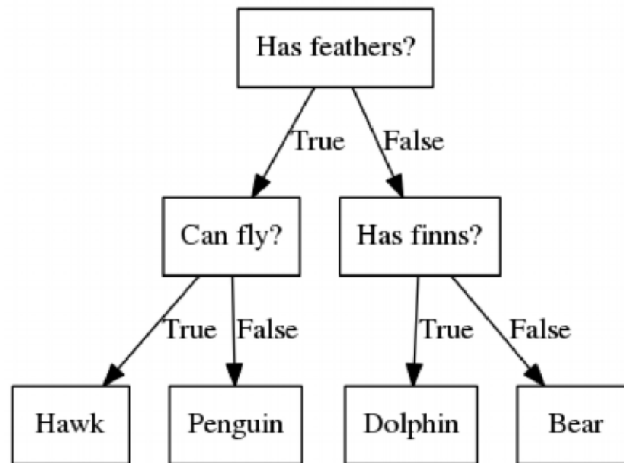 Has feathers?
True
False
Can fly?
Has finns?
True
False
True
False
Hawk
Penguin
Dolphin
Bear